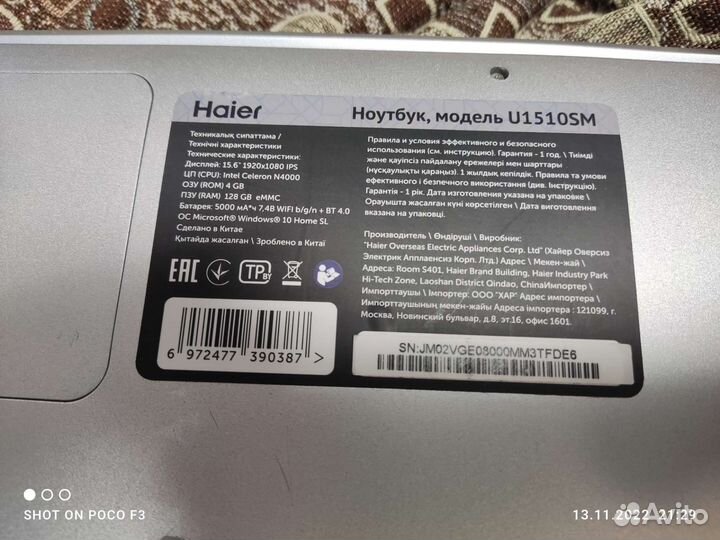 Haier
Ноутбук, модель U1510SM
Техникалық сипаттама /
Технічні характеристики
Технические характеристики:
Дисплей: 15.6" 1920x1080 IPS
ЦП (CPU): Intel Celeron N4000
ОЗУ (ROM) 4 GB
ПЗУ (RAM) 128 GB eMMC
Батарея: 5000 мА*ч 7,4В WIFI b/g/n + BT 4.0
ОС Microsoft® Windows® 10 Home SL
Сделано в Китае
Қытайда жасалған \ Зроблено в Китаї
Правила и условия эффективного и безопасного
использования (см. инструкцию). Гарантия - 1 год. \ Тиімді
және қауіпсіз пайдалану ережелері мен шарттары
(нұсқаулықты қараңыз). 1 жылдық кепілдік. Правила та умови
ефективного і безпечного використання (див. Інструкцію).
Гарантія - 1 рік. \ Дата изготовления указана на упаковке \
Орауышта жасалған күні көрсетілген \ Дата виготовлення
вказана на упаковці.
Производитель \ Өндіруші \ Виробник:
"Haier Overseas Electric Appliances Corp. Ltd" (Хайер Оверсиз
Электрик Апплаенсиз Корп. Лтд.) Адрес \ Мекен-жай \
Адреса: Room S401, Haier Brand Building, Haier Industry Park
Hi-Tech Zone, Laoshan District Qindao, ChinaИмпортер \
Импорттаушы \ Імпортер: ООО "ХАР" Адрес импортера \
Импорттаушының мекен-жайы \ Адреса імпортера : 121099, г.
Москва, Новинский бульвар, д.8, эт.16, офис 1601.
EAC
TP BY
6 972477 390387 >
SN:JM02VGE08000MM3TFDE6
SHOT ON POCO F3
13.11.2022 21:29
Avito